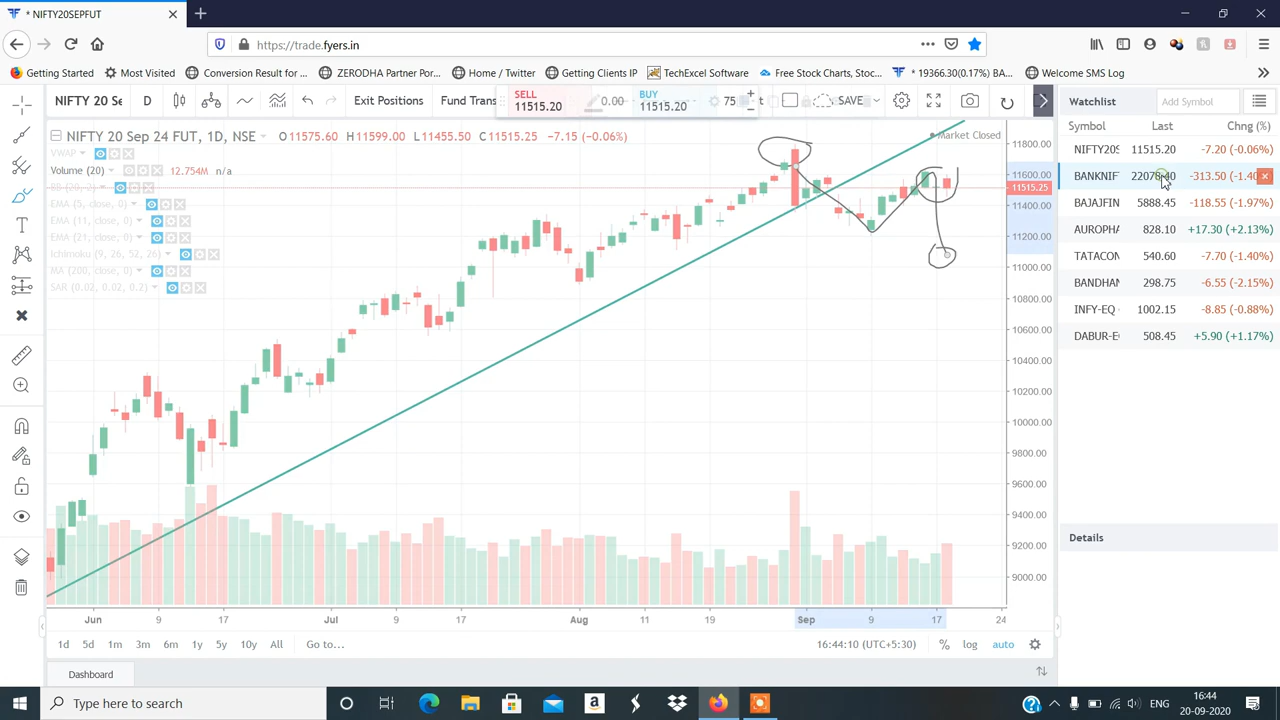 * NIFTY20SEPFUT
https://trade.fyers.in
Getting Started Most Visited Conversion Result for ... ZERODHA Partner Por... Home / Twitter Getting Clients IP TechExcel Software Free Stock Charts, Stoc... * 19366.30(0.17%) BA... Welcome SMS Log
NIFTY 20 Se D Exit Positions Fund Trans SELL 11515.20 0.00 BUY 11515.20 75 SAVE
Watchlist Add Symbol
Symbol Last Chng (%)
NIFTY 20 Sep 24 FUT, 1D, NSE O11575.60 H11599.00 L11455.50 C11515.25 -7.15 (-0.06%)
Market Closed
VWAP
Volume (20) 12.754M n/a
EMA (5, close, 0)
EMA (11, close, 0)
EMA (21, close, 0)
Ichimoku (9, 26, 52, 26)
MA (200, close, 0)
SAR (0.02, 0.02, 0.2)
11800.00
11600.00
11515.25
11400.00
11200.00
11000.00
10800.00
10600.00
10400.00
10200.00
10000.00
9800.00
9600.00
9400.00
9200.00
9000.00
NIFTY20S 11515.20 -7.20 (-0.06%)
BANKNIF -313.50
BAJAJFIN 5888.45 -118.55 (-1.97%)
AUROPHA 828.10 +17.30 (+2.13%)
TATACON 540.60 -7.70 (-1.40%)
BANDHAN 298.75 -6.55 (-2.15%)
INFY-EQ 1002.15 -8.85 (-0.88%)
DABUR-E 508.45 +5.90 (+1.17%)
Details
Jun 9 17 Jul 9 17 Aug 11 19 Sep 9 17 24
1d 5d 1m 3m 6m 1y 5y 10y All Go to... 16:44:10 (UTC+5:30) % log auto
Dashboard
Type here to search
ENG
16:44
20-09-2020